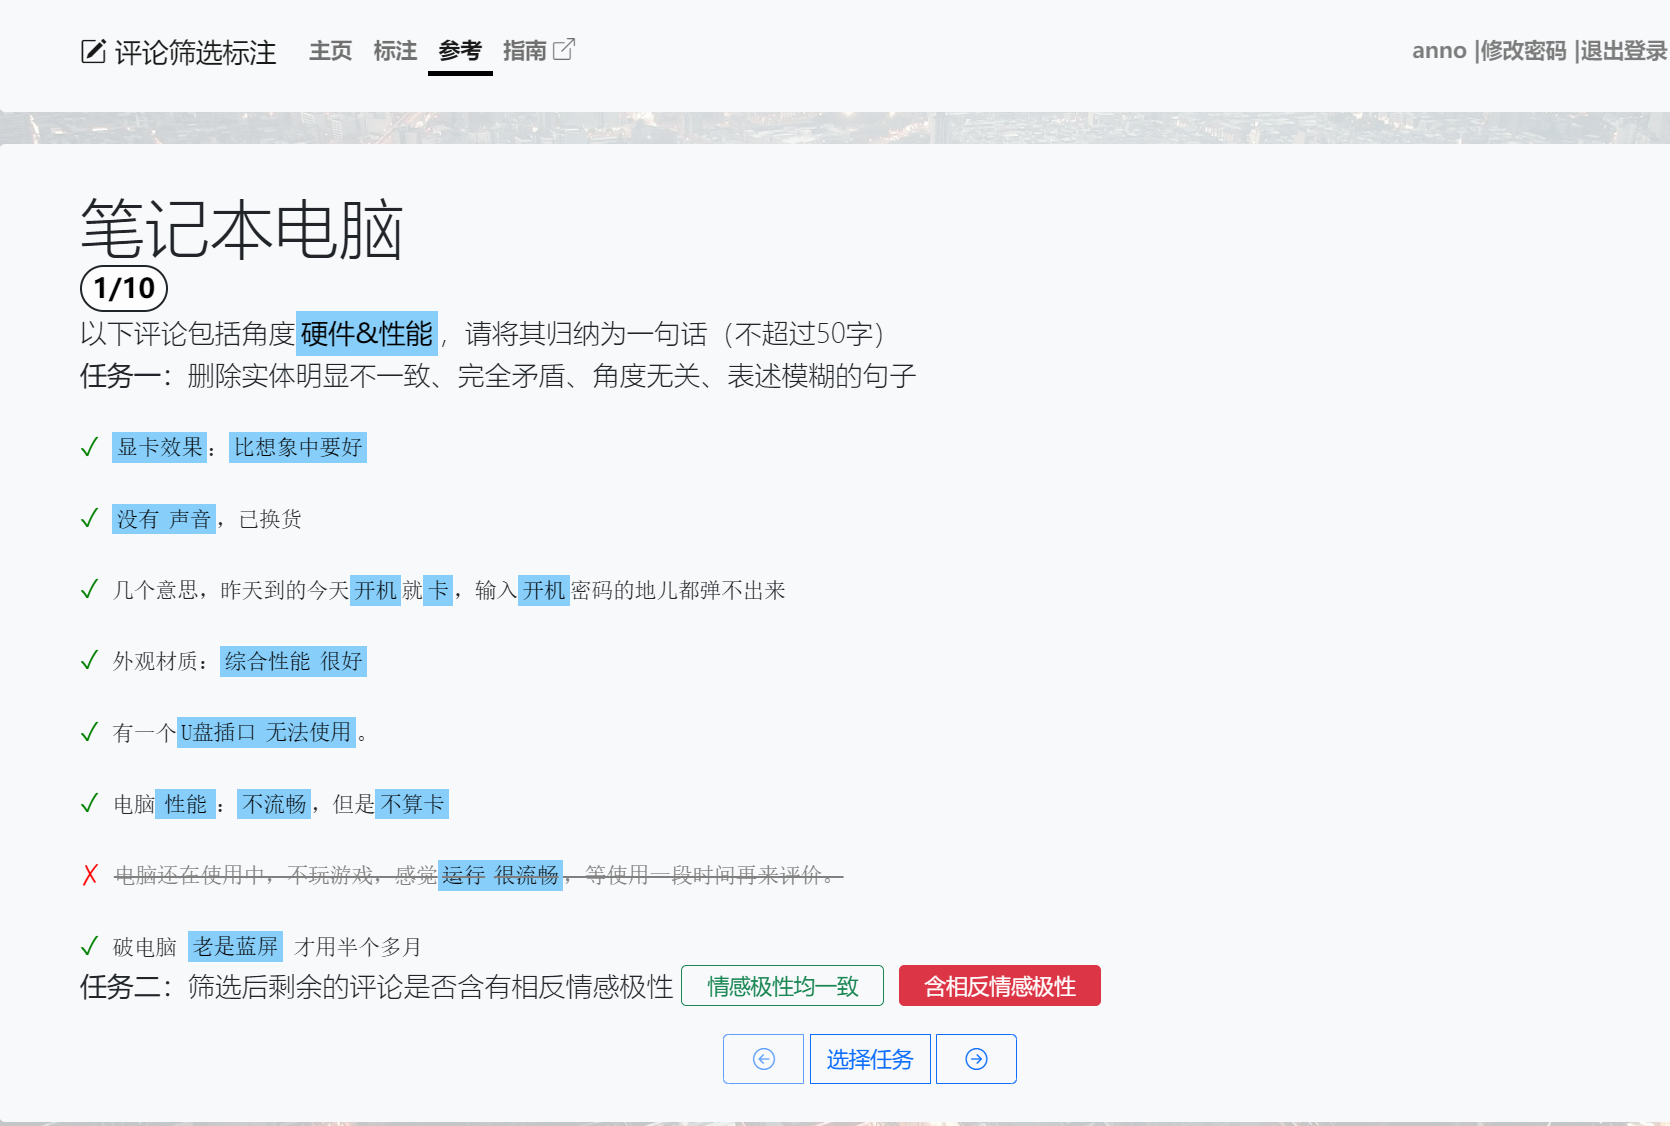 评论筛选标注 主页 标注 参考 指南 anno |修改密码 |退出登录
笔记本电脑
1/10
以下评论包括角度 硬件&性能 ，请将其归纳为一句话（不超过50字）
任务一：删除实体明显不一致、完全矛盾、角度无关、表述模糊的句子
✓ 显卡效果：比想象中要好
✓ 没有 声音，已换货
✓ 几个意思，昨天到的今天开机就卡，输入开机密码的地儿都弹不出来
✓ 外观材质：综合性能 很好
✓ 有一个U盘插口 无法使用。
✓ 电脑 性能：不流畅，但是不算卡
✗ 电脑还在使用中，不玩游戏，感觉运行 很流畅，等使用一段时间再来评价。
✓ 破电脑 老是蓝屏 才用半个多月
任务二：筛选后剩余的评论是否含有相反情感极性 情感极性均一致 含相反情感极性
选择任务